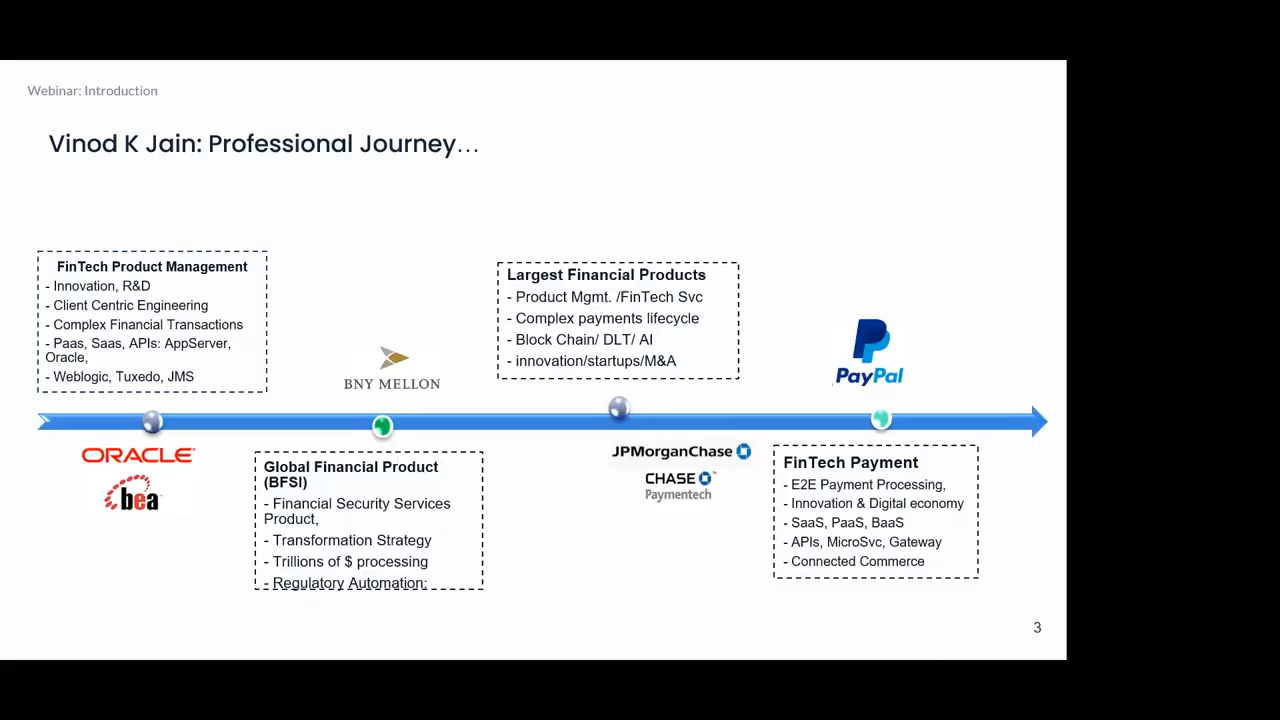 Webinar: Introduction
Vinod K Jain: Professional Journey...
FinTech Product Management
- Innovation, R&D
- Client Centric Engineering
- Complex Financial Transactions
- Paas, Saas, APIs: AppServer,
Oracle,
- Weblogic, Tuxedo, JMS
ORACLE
bea
BNY MELLON
Global Financial Product
(BFSI)
- Financial Security Services
Product,
- Transformation Strategy
- Trillions of $ processing
- Regulatory Automation:
Largest Financial Products
- Product Mgmt. /FinTech Svc
- Complex payments lifecycle
- Block Chain/ DLT/ AI
- innovation/startups/M&A
JPMorganChase
CHASE
Paymentech
PayPal
FinTech Payment
- E2E Payment Processing,
- Innovation & Digital economy
- SaaS, PaaS, BaaS
- APIs, MicroSvc, Gateway
- Connected Commerce
3